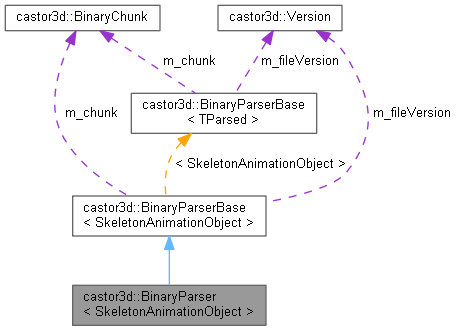 castor3d::BinaryChunk
castor3d::Version
m_chunk
m_fileVersion
castor3d::BinaryParserBase
< TParsed >
m_chunk
m_fileVersion
< SkeletonAnimationObject >
castor3d::BinaryParserBase
< SkeletonAnimationObject >
castor3d::BinaryParser
< SkeletonAnimationObject >